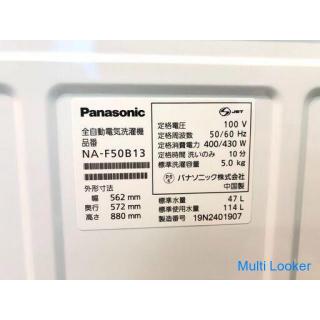 Panasonic
JET
全自動電気洗濯機
品番
NA-F50B13
外形寸法
幅 562 mm
奥行 572 mm
高さ 880 mm
定格電圧 100 V
定格周波数 50/60 Hz
定格消費電力 400/430 W
定格時間 洗いのみ 10 分
標準洗濯容量 5.0 kg
パナソニック株式会社
中国製
標準水量 47 L
標準使用水量 114 L
製造番号 19N2401907
Multi Looker